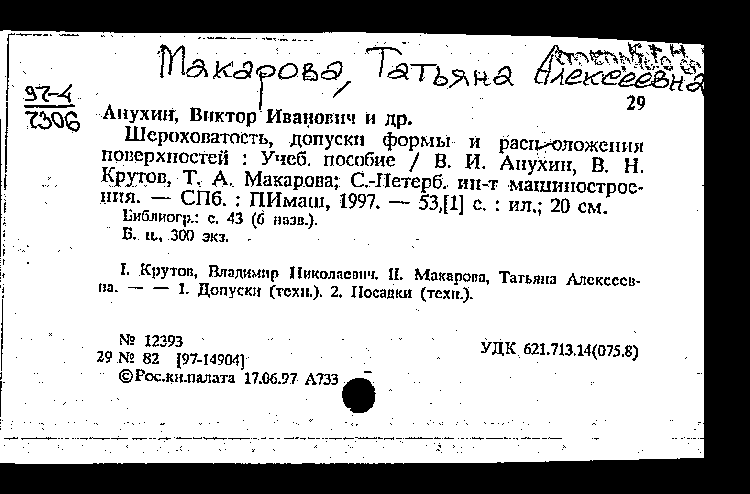 Макарова, Татьяна Алексеевна
97-4
7306
29
Анухин, Виктор Иванович и др.
Шероховатость, допуски формы и расположения
поверхностей : Учеб. пособие / В. И. Анухин, В. Н.
Крутов, Т. А. Макарова; С.-Петерб. ин-т машинострое-
ния. — СПб. : ПИмаш, 1997. — 53,[1] с. : ил.; 20 см.
Библиогр.: с. 43 (6 назв.).
Б. ц., 300 экз.
I. Крутов, Владимир Николаевич. II. Макарова, Татьяна Алексеев-
на. — — 1. Допуски (техн.). 2. Посадки (техн.).
№ 12393
29 № 82 [97-14904]
УДК 621.713.14(075.8)
©Рос.кн.палата 17.06.97 А733